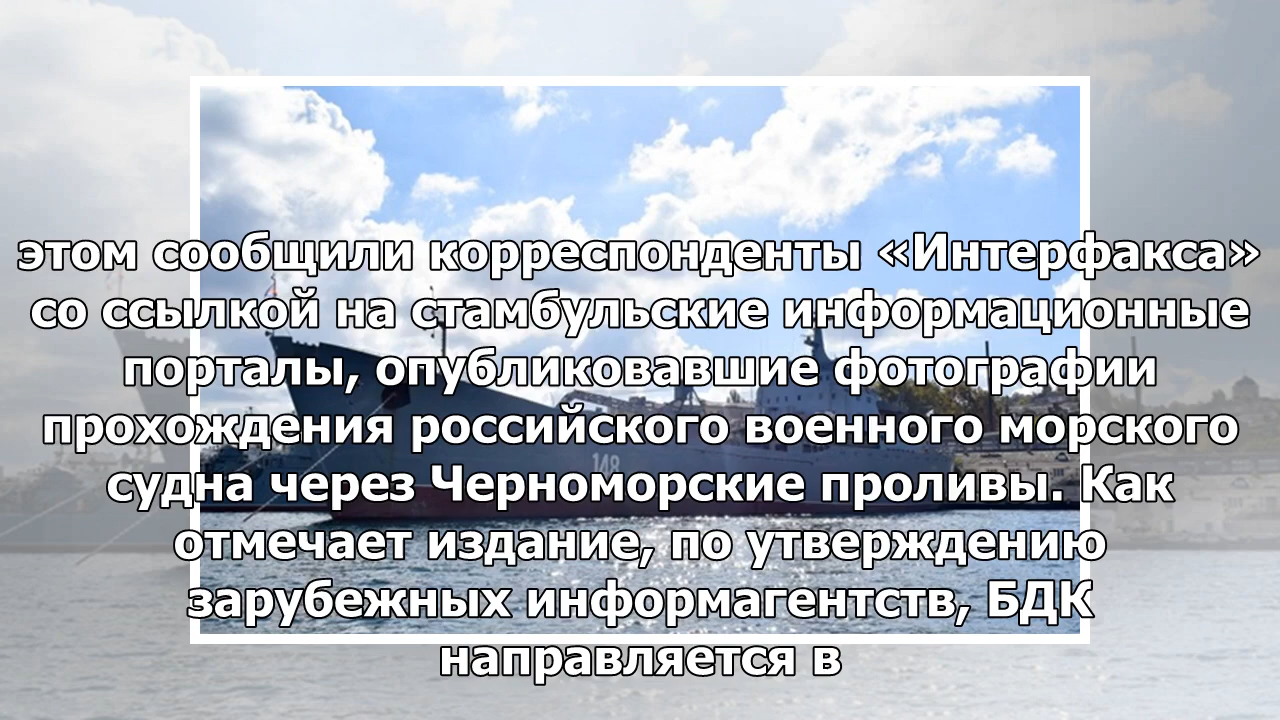 этом сообщили корреспонденты «Интерфакса»
со ссылкой на стамбульские информационные
порталы, опубликовавшие фотографии
прохождения российского военного морского
судна через Черноморские проливы. Как
отмечает издание, по утверждению
зарубежных информагентств, БДК
направляется в
148